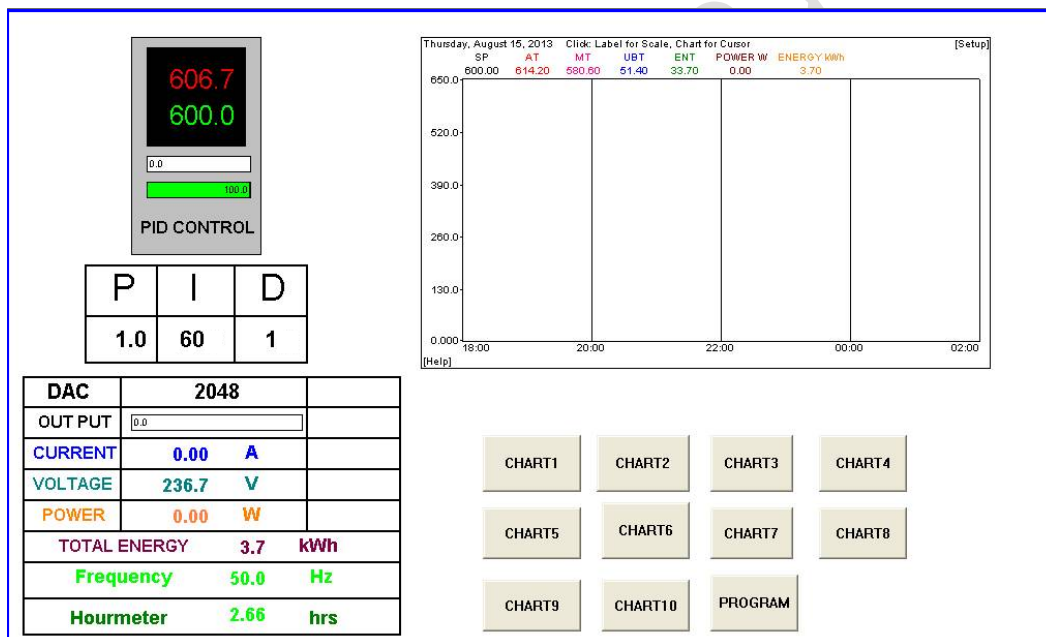 606.7
600.0
0.0
100.0
PID CONTROL
P I D
1.0 60 1
DAC 2048
OUT PUT 0.0
CURRENT 0.00 A
VOLTAGE 236.7 V
POWER 0.00 W
TOTAL ENERGY 3.7 kWh
Frequency 50.0 Hz
Hourmeter 2.66 hrs
Thursday, August 15, 2013 Click: Label for Scale, Chart for Cursor [Setup]
SP AT MT UBT ENT POWER W ENERGY kWh
600.00 614.20 580.60 51.40 33.70 0.00 3.70
650.0
520.0
390.0
260.0
130.0
0.000
18:00 20:00 22:00 00:00 02:00
[Help]
CHART1 CHART2 CHART3 CHART4
CHART5 CHART6 CHART7 CHART8
CHART9 CHART10 PROGRAM